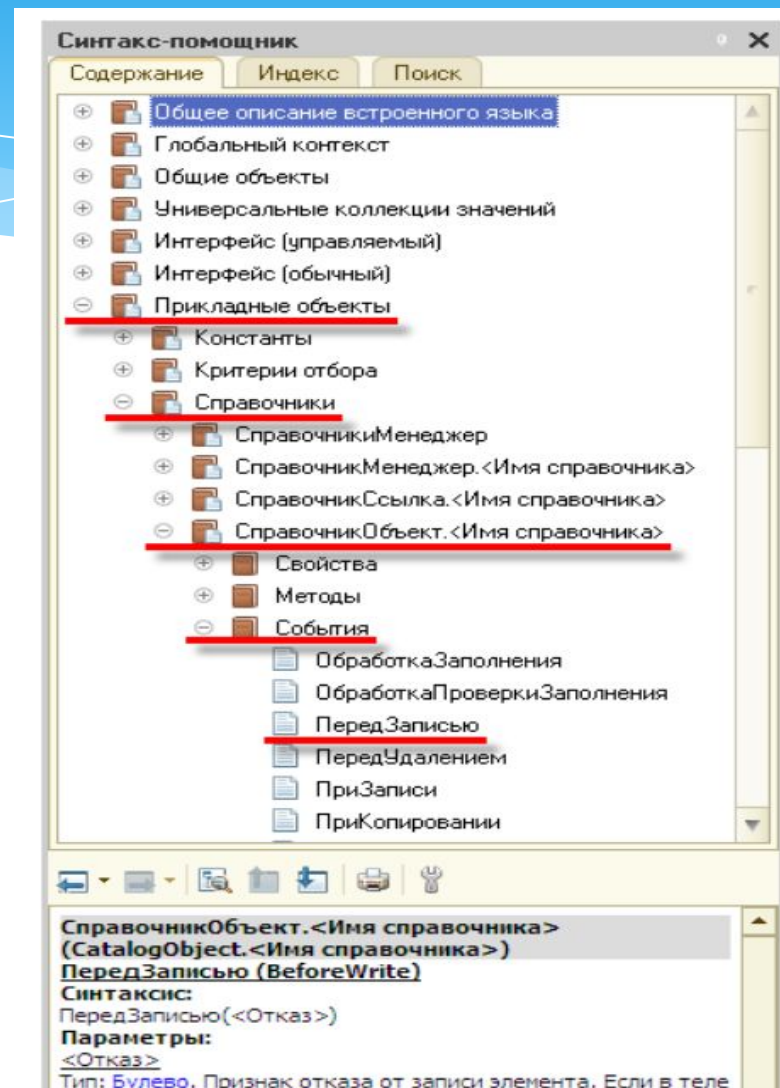 Синтакс-помощник
Содержание Индекс Поиск
Общее описание встроенного языка
Глобальный контекст
Общие объекты
Универсальные коллекции значений
Интерфейс (управляемый)
Интерфейс (обычный)
Прикладные объекты
Константы
Критерии отбора
Справочники
СправочникиМенеджер
СправочникМенеджер.<Имя справочника>
СправочникСсылка.<Имя справочника>
СправочникОбъект.<Имя справочника>
Свойства
Методы
События
ОбработкаЗаполнения
ОбработкаПроверкиЗаполнения
ПередЗаписью
ПередУдалением
ПриЗаписи
ПриКопировании
СправочникОбъект.<Имя справочника>
(CatalogObject.<Имя справочника>)
ПередЗаписью (BeforeWrite)
Синтаксис:
ПередЗаписью(<Отказ>)
Параметры:
<Отказ>
Тип: Булево. Признак отказа от записи элемента. Если в теле